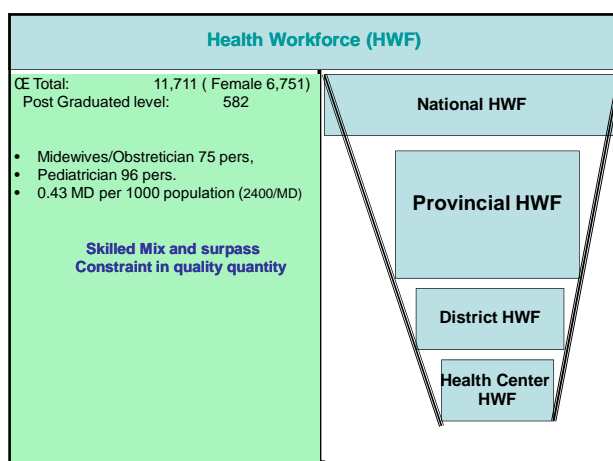 Health Workforce (HWF)
Œ Total: 11,711 ( Female 6,751)
Post Graduated level: 582
• Midewives/Obstretician 75 pers,
• Pediatrician 96 pers.
• 0.43 MD per 1000 population (2400/MD)
Skilled Mix and surpass
Constraint in quality quantity
National HWF
Provincial HWF
District HWF
Health Center
HWF